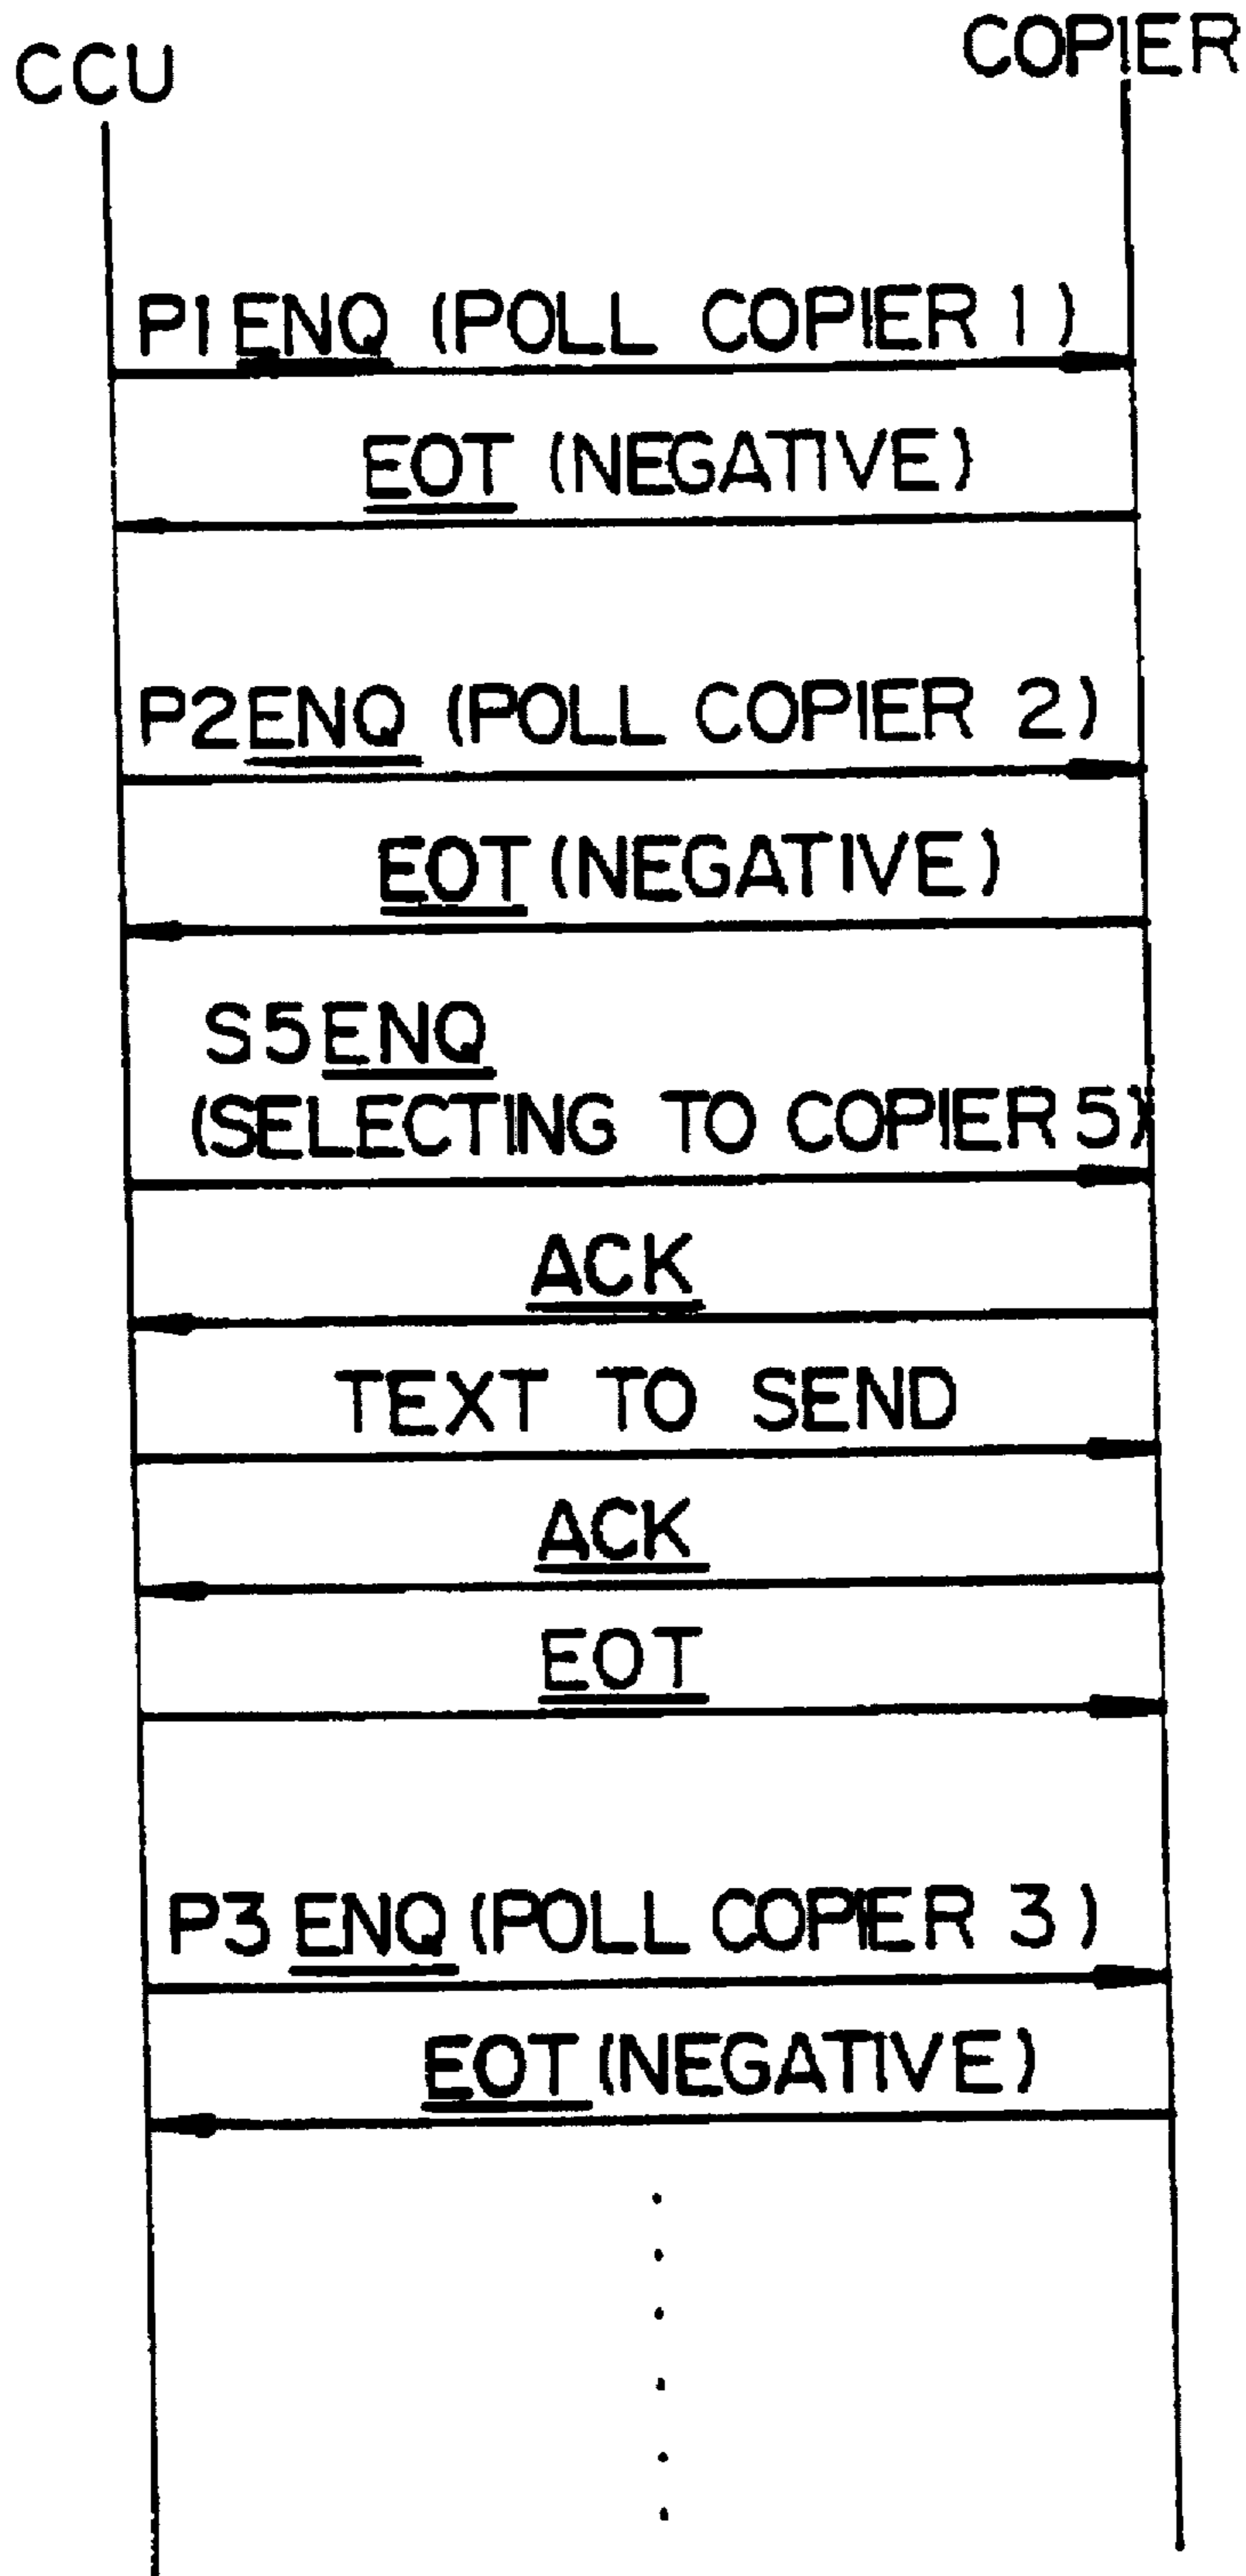 CCU
COPIER
P1 ENQ (POLL COPIER 1)
EOT (NEGATIVE)
P2 ENQ (POLL COPIER 2)
EOT (NEGATIVE)
S5 ENQ
(SELECTING TO COPIER 5)
ACK
TEXT TO SEND
ACK
EOT
P3 ENQ (POLL COPIER 3)
EOT (NEGATIVE)